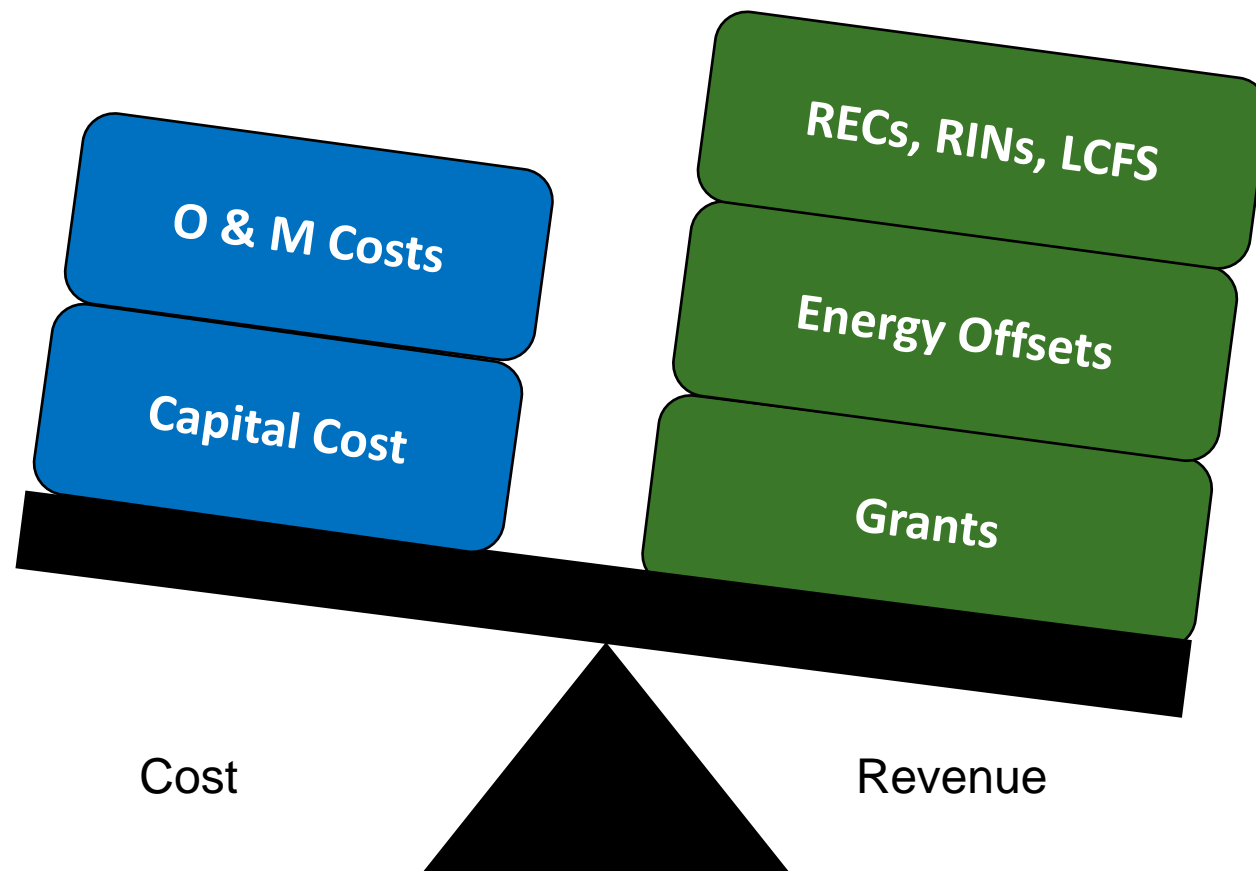 O & M Costs
Capital Cost
RECs, RINs, LCFS
Energy Offsets
Grants
Cost
Revenue